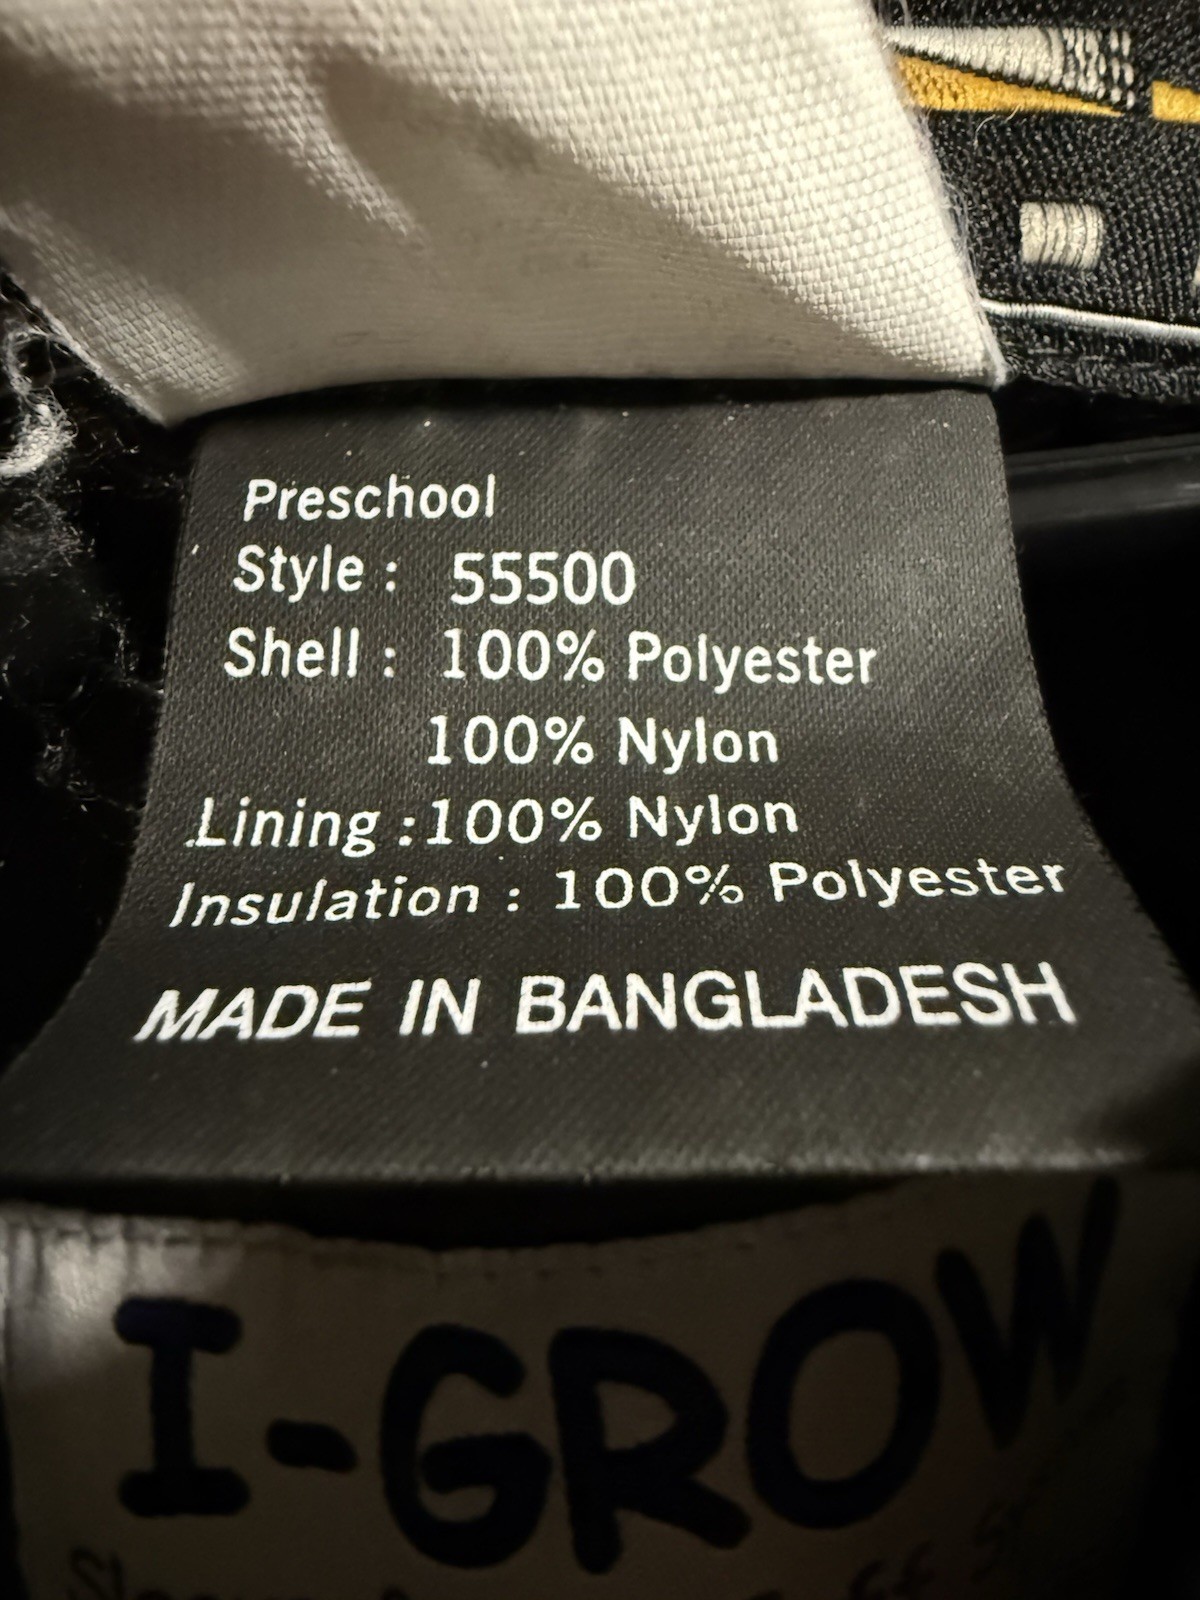 Preschool
Style : 55500
Shell : 100% Polyester
100% Nylon
Lining :100% Nylon
Insulation : 100% Polyester
MADE IN BANGLADESH
I-GROW